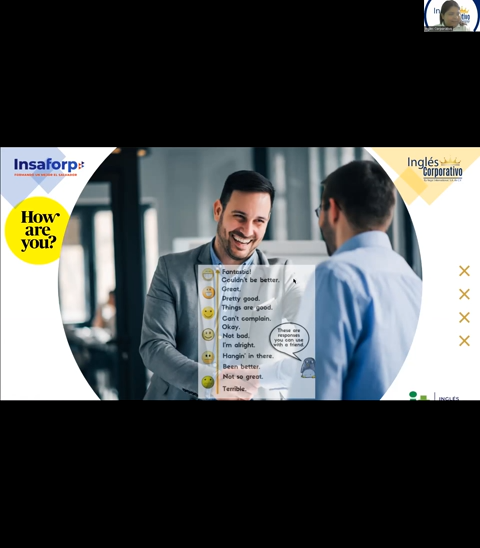 Insaforp
Inglés
Corporativo
How
are
you?
Fantastic!
Couldn't be better.
Great.
Pretty good.
Things are good.
Can't complain.
Okay.
Not bad.
I'm alright.
Hangin' in there.
Been better.
Not so great.
Terrible.
These are
responses
you can use
with a friend.
INGLÉS